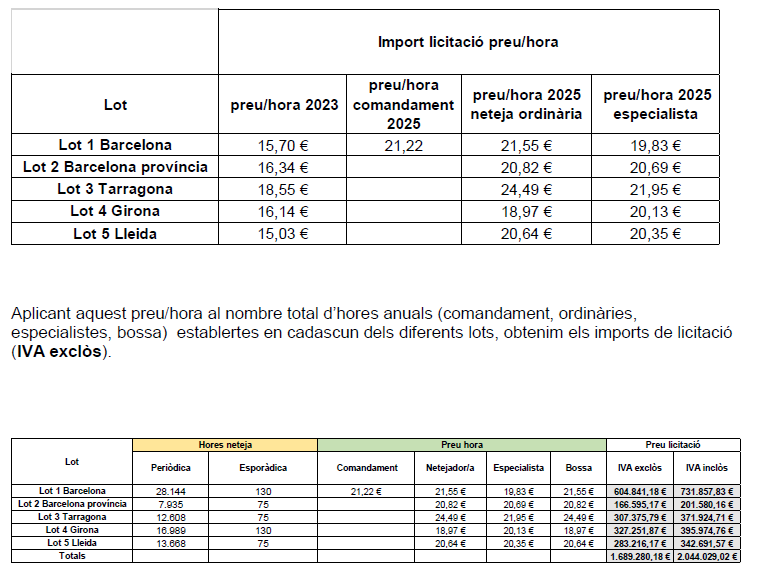 Import licitació preu/hora
Lot preu/hora 2023 preu/hora comandament 2025 preu/hora 2025 neteja ordinària preu/hora 2025 especialista
Lot 1 Barcelona 15,70 € 21,22 21,55 € 19,83 €
Lot 2 Barcelona província 16,34 € 20,82 € 20,69 €
Lot 3 Tarragona 18,55 € 24,49 € 21,95 €
Lot 4 Girona 16,14 € 18,97 € 20,13 €
Lot 5 Lleida 15,03 € 20,64 € 20,35 €
Aplicant aquest preu/hora al nombre total d’hores anuals (comandament, ordinàries,
especialistes, bossa) establertes en cadascun dels diferents lots, obtenim els imports de licitació
(IVA exclòs).
Hores neteja Preu hora Preu licitació
Lot Periòdica Esporàdica Comandament Netejador/a Especialista Bossa IVA exclòs IVA inclòs
Lot 1 Barcelona 28.144 130 21,22 € 21,55 € 19,83 € 21,55 € 604.841,18 € 731.857,83 €
Lot 2 Barcelona província 7.935 75 20,82 € 20,69 € 20,82 € 166.595,17 € 201.580,16 €
Lot 3 Tarragona 12.608 75 24,49 € 21,95 € 24,49 € 307.375,79 € 371.924,71 €
Lot 4 Girona 16.989 130 18,97 € 20,13 € 18,97 € 327.251,87 € 395.974,76 €
Lot 5 Lleida 13.668 75 20,64 € 20,35 € 20,64 € 283.216,17 € 342.691,57 €
Totals 1.689.280,18 € 2.044.029,02 €